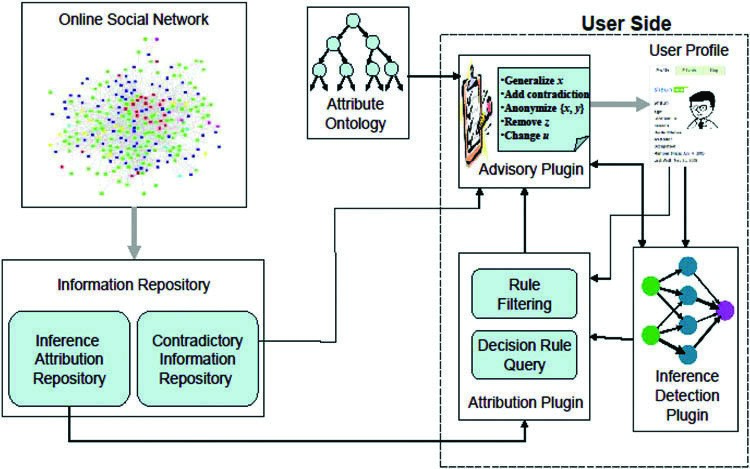 Online Social Network
User Side
User Profile
•Generalize x
•Add contradiction
•Anonymize {x, y}
•Remove z
•Change u
Attribute
Ontology
Advisory Plugin
Information Repository
Inference
Attribution
Repository
Contradictory
Information
Repository
Rule
Filtering
Decision Rule
Query
Attribution Plugin
Inference
Detection
Plugin